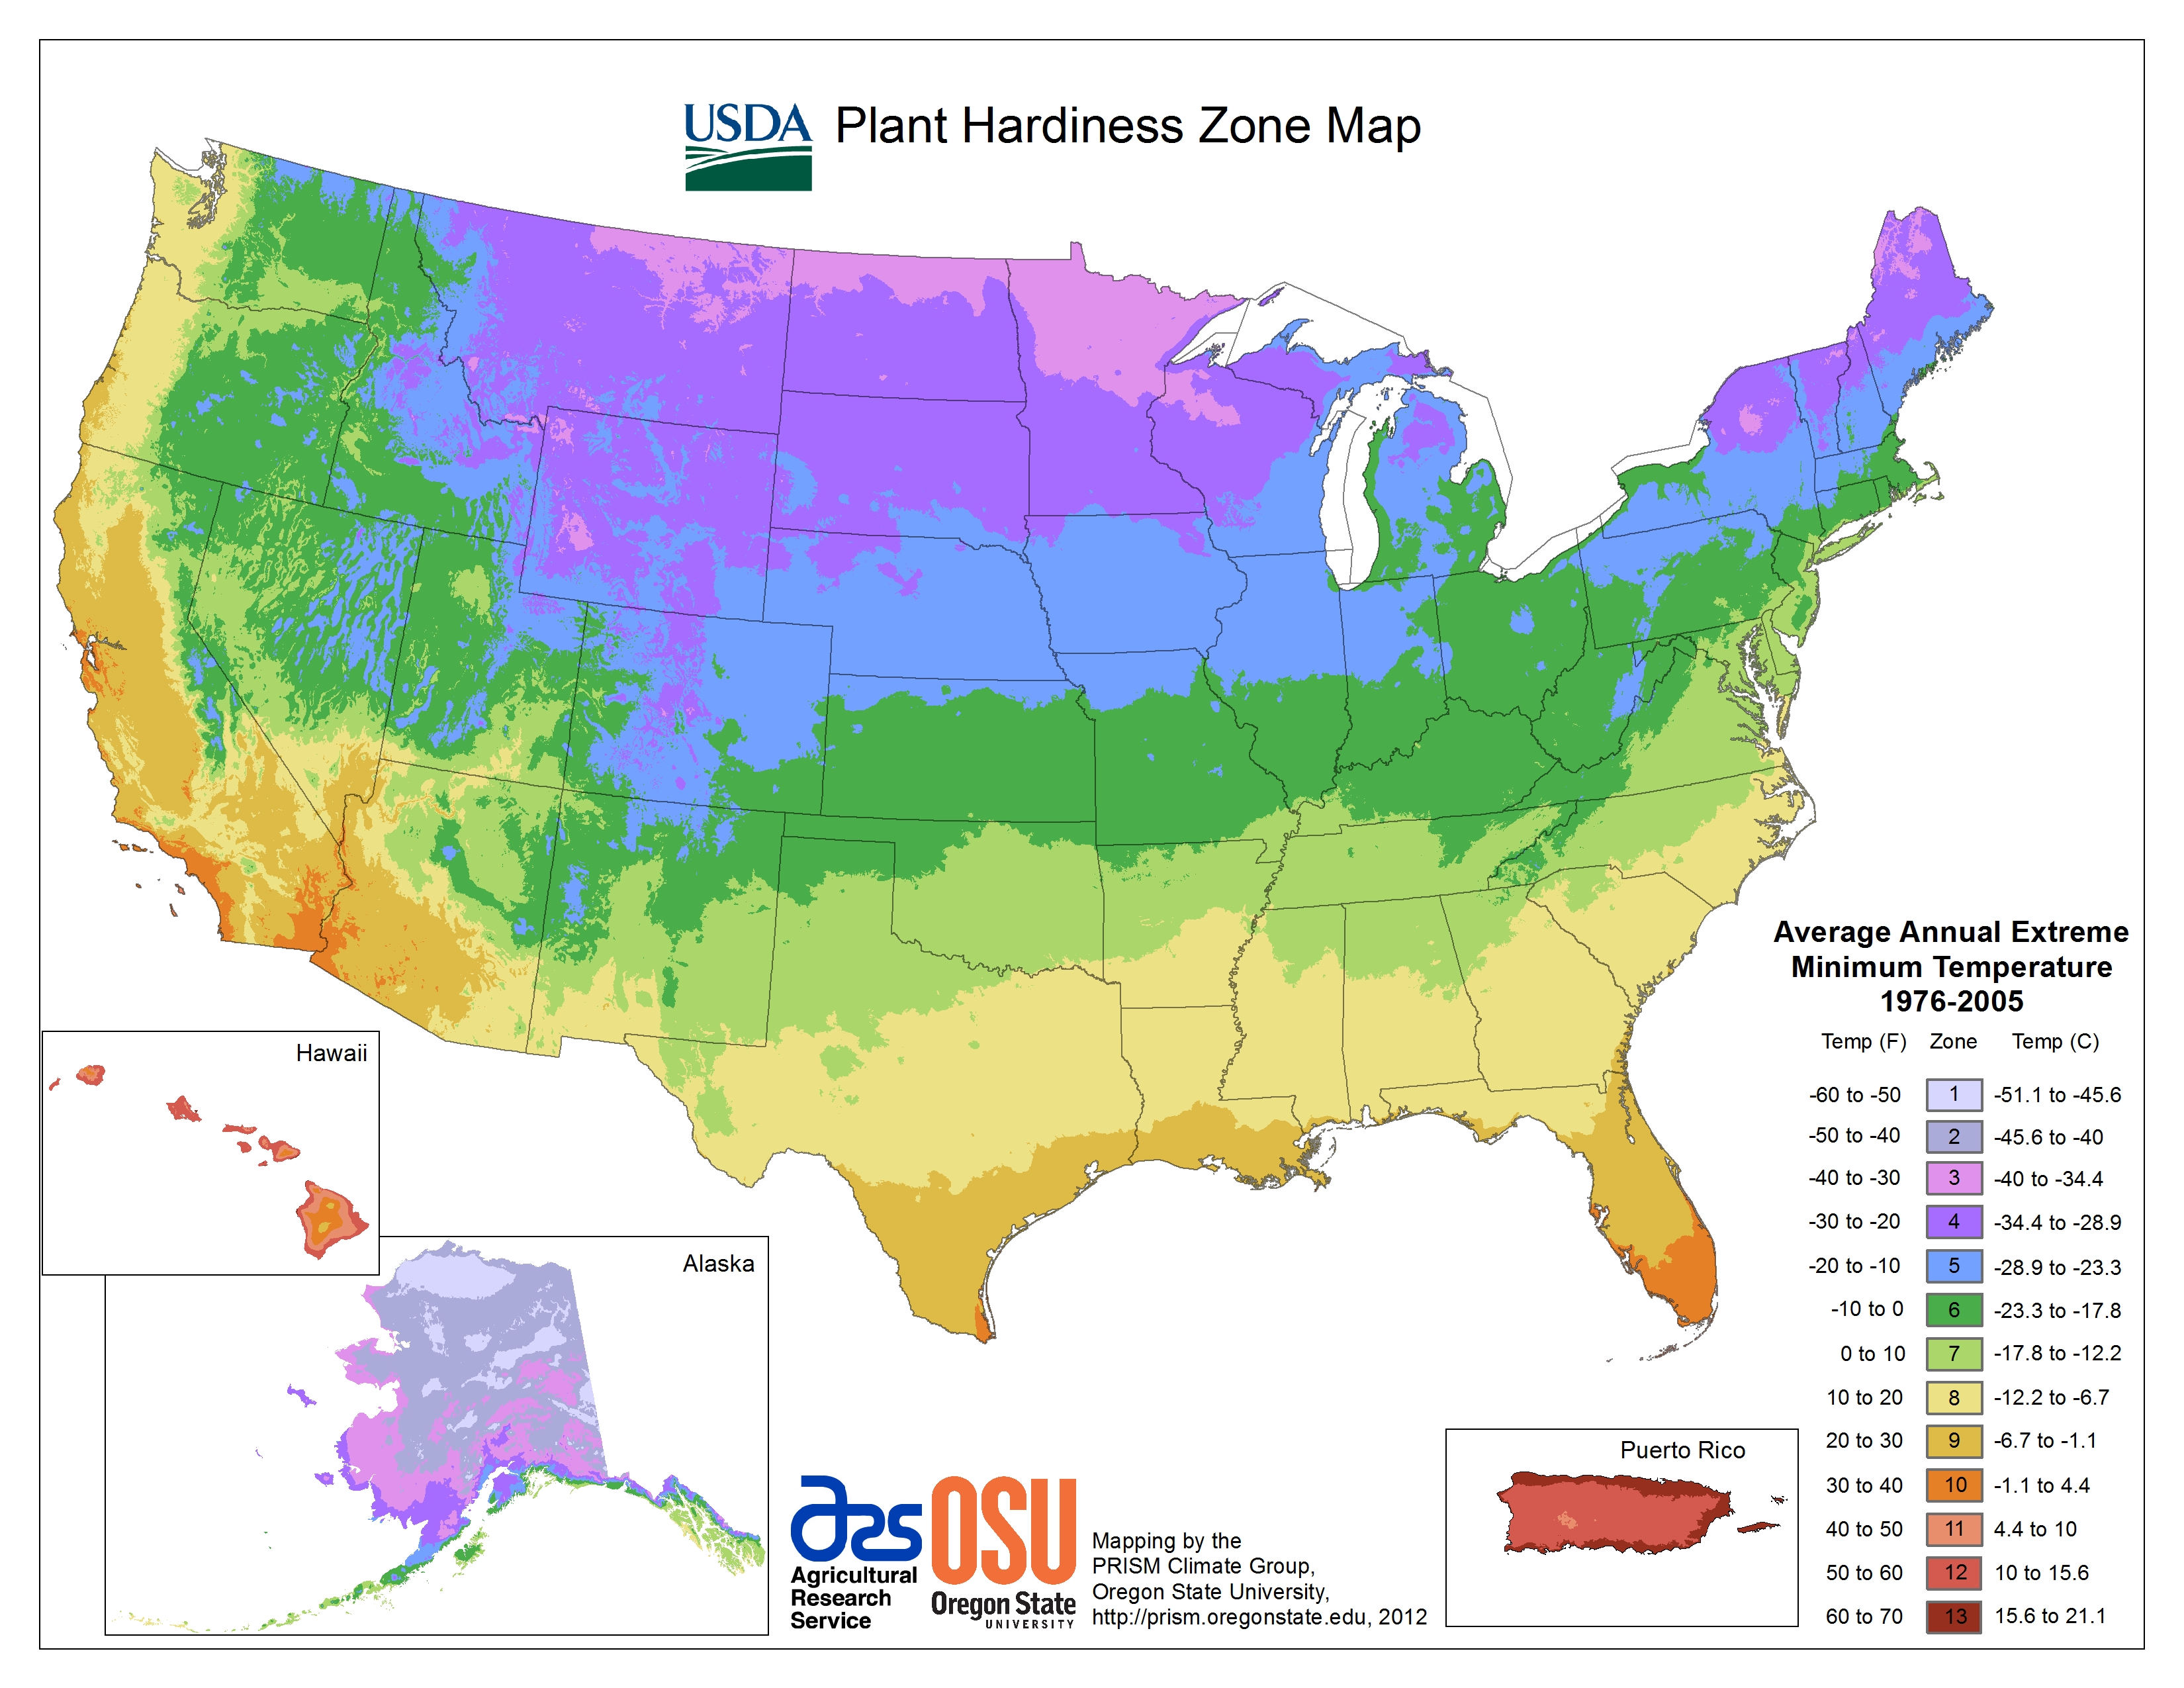 USDA Plant Hardiness Zone Map
Average Annual Extreme
Minimum Temperature
1976-2005
Temp (F) Zone Temp (C)
-60 to -50 1 -51.1 to -45.6
-50 to -40 2 -45.6 to -40
-40 to -30 3 -40 to -34.4
-30 to -20 4 -34.4 to -28.9
-20 to -10 5 -28.9 to -23.3
-10 to 0 6 -23.3 to -17.8
0 to 10 7 -17.8 to -12.2
10 to 20 8 -12.2 to -6.7
20 to 30 9 -6.7 to -1.1
30 to 40 10 -1.1 to 4.4
40 to 50 11 4.4 to 10
50 to 60 12 10 to 15.6
60 to 70 13 15.6 to 21.1
Hawaii
Alaska
Puerto Rico
ars
Agricultural
Research
Service
OSU
Oregon State
UNIVERSITY
Mapping by the
PRISM Climate Group,
Oregon State University,
http://prism.oregonstate.edu, 2012